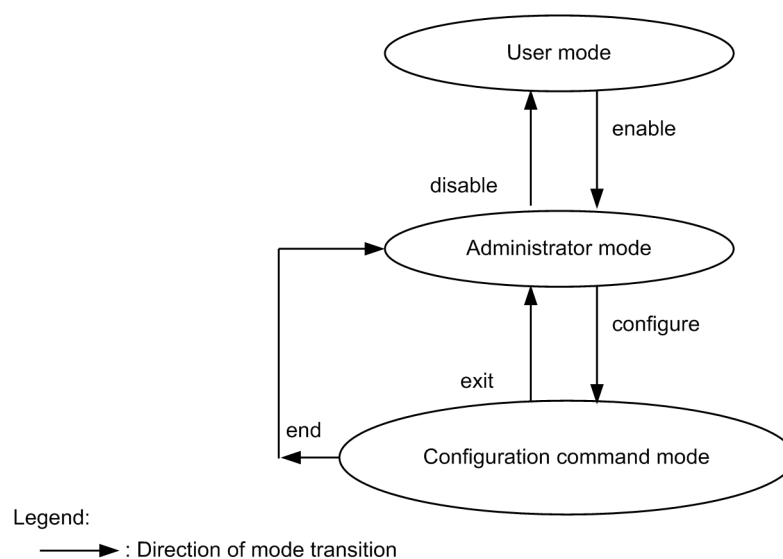 User mode
enable
disable
Administrator mode
configure
exit
end
Configuration command mode
Legend:
: Direction of mode transition